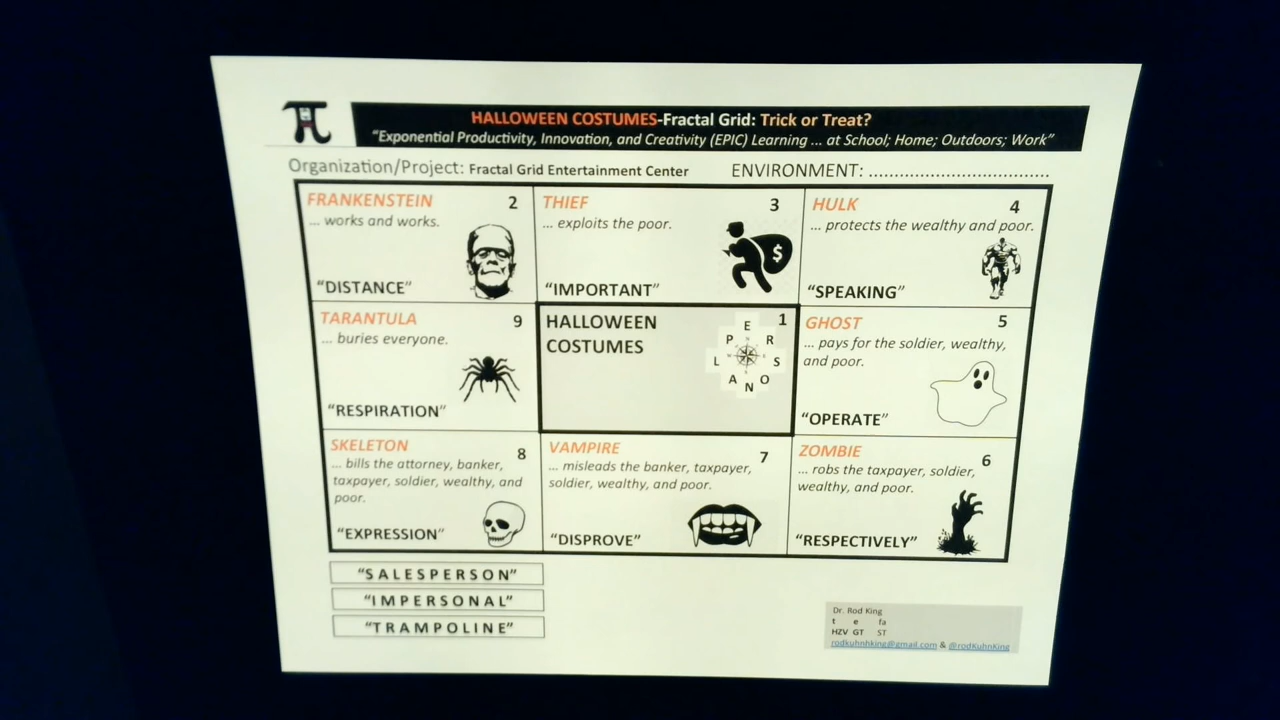 HALLOWEEN COSTUMES-Fractal Grid: Trick or Treat?
"Exponential Productivity, Innovation, and Creativity (EPIC) Learning ... at School; Home; Outdoors; Work"
Organization/Project: Fractal Grid Entertainment Center ENVIRONMENT: ...................................
FRANKENSTEIN 2
... works and works.
"DISTANCE"
THIEF 3
... exploits the poor.
$
"IMPORTANT"
HULK 4
... protects the wealthy and poor.
"SPEAKING"
TARANTULA 9
... buries everyone.
"RESPIRATION"
HALLOWEEN 1
COSTUMES
E
P R
L S
A N O
GHOST 5
... pays for the soldier, wealthy,
and poor.
"OPERATE"
SKELETON 8
... bills the attorney, banker,
taxpayer, soldier, wealthy, and
poor.
"EXPRESSION"
VAMPIRE 7
... misleads the banker, taxpayer,
soldier, wealthy, and poor.
"DISPROVE"
ZOMBIE 6
... robs the taxpayer, soldier,
wealthy, and poor.
"RESPECTIVELY"
"SALESPERSON"
"IMPERSONAL"
"TRAMPOLINE"
Dr. Rod King
t e fa
HZV GT ST
rodkuhnhking@gmail.com & @rodKuhnKing